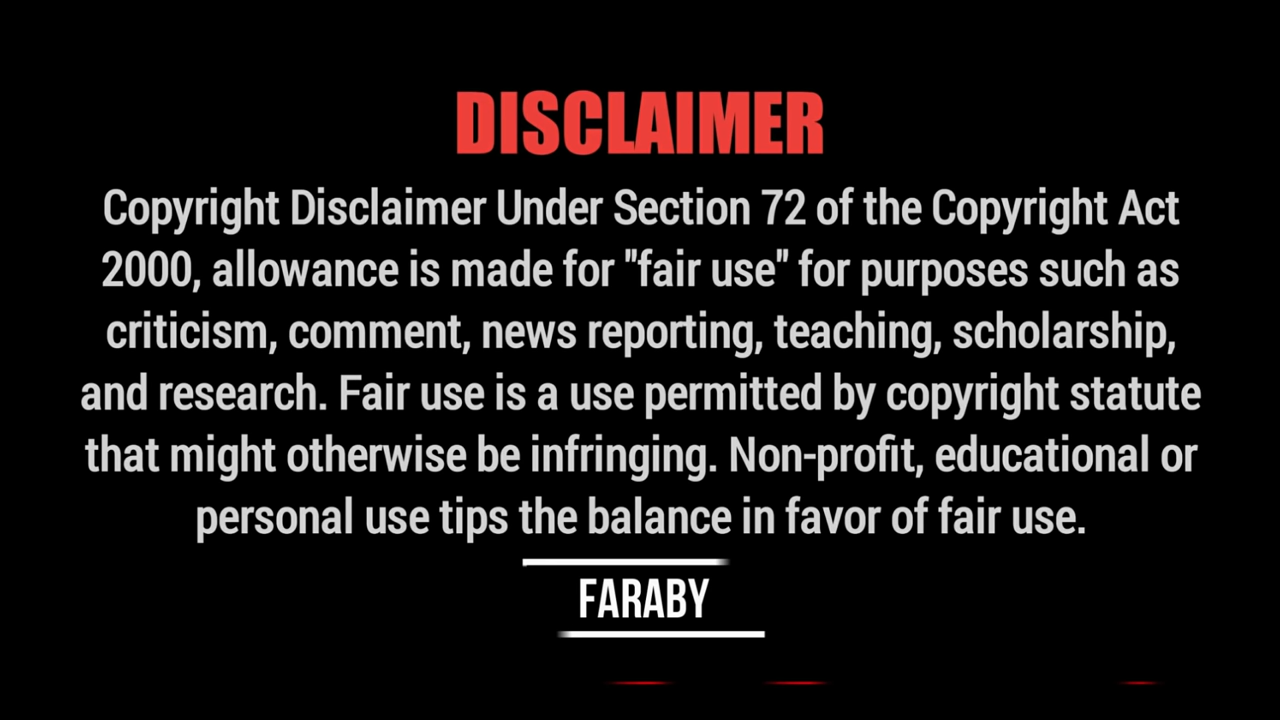 DISCLAIMER
Copyright Disclaimer Under Section 72 of the Copyright Act
2000, allowance is made for "fair use" for purposes such as
criticism, comment, news reporting, teaching, scholarship,
and research. Fair use is a use permitted by copyright statute
that might otherwise be infringing. Non-profit, educational or
personal use tips the balance in favor of fair use.
FARABY